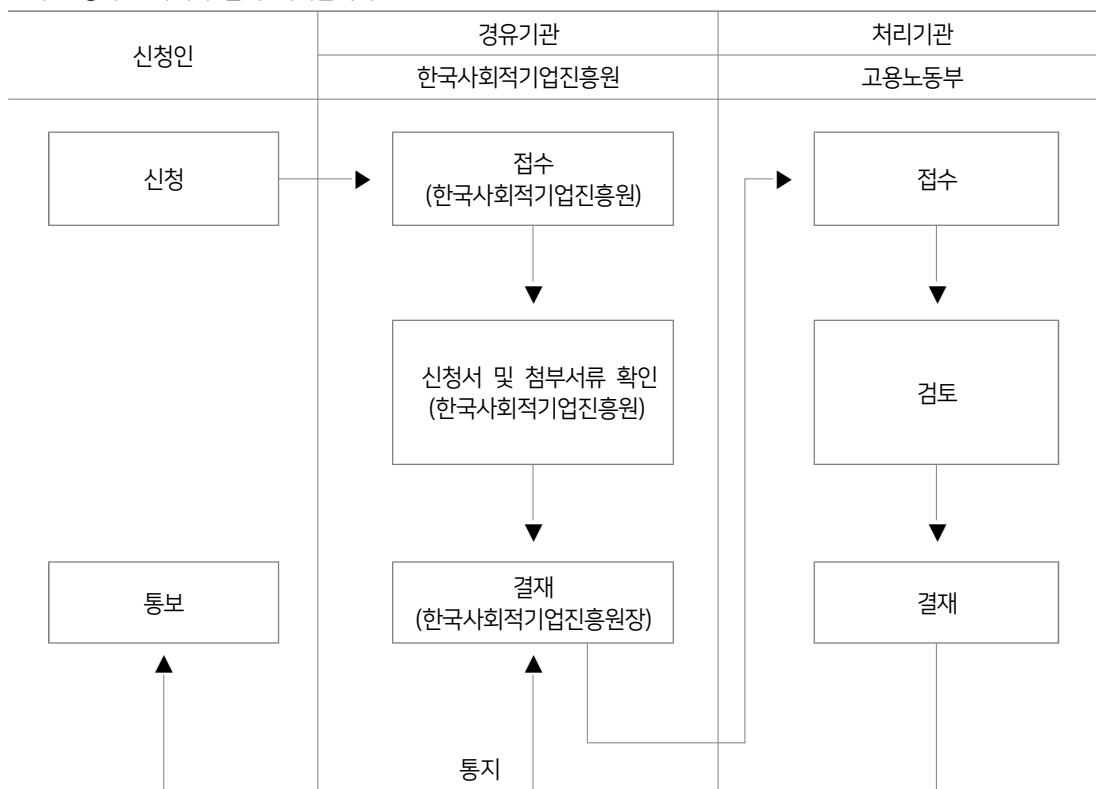 신청인
경유기관
처리기관
한국사회적기업진흥원
고용노동부
신청
접수
(한국사회적기업진흥원)
접수
신청서 및 첨부서류 확인
(한국사회적기업진흥원)
검토
통보
결재
(한국사회적기업진흥원장)
결재
통지